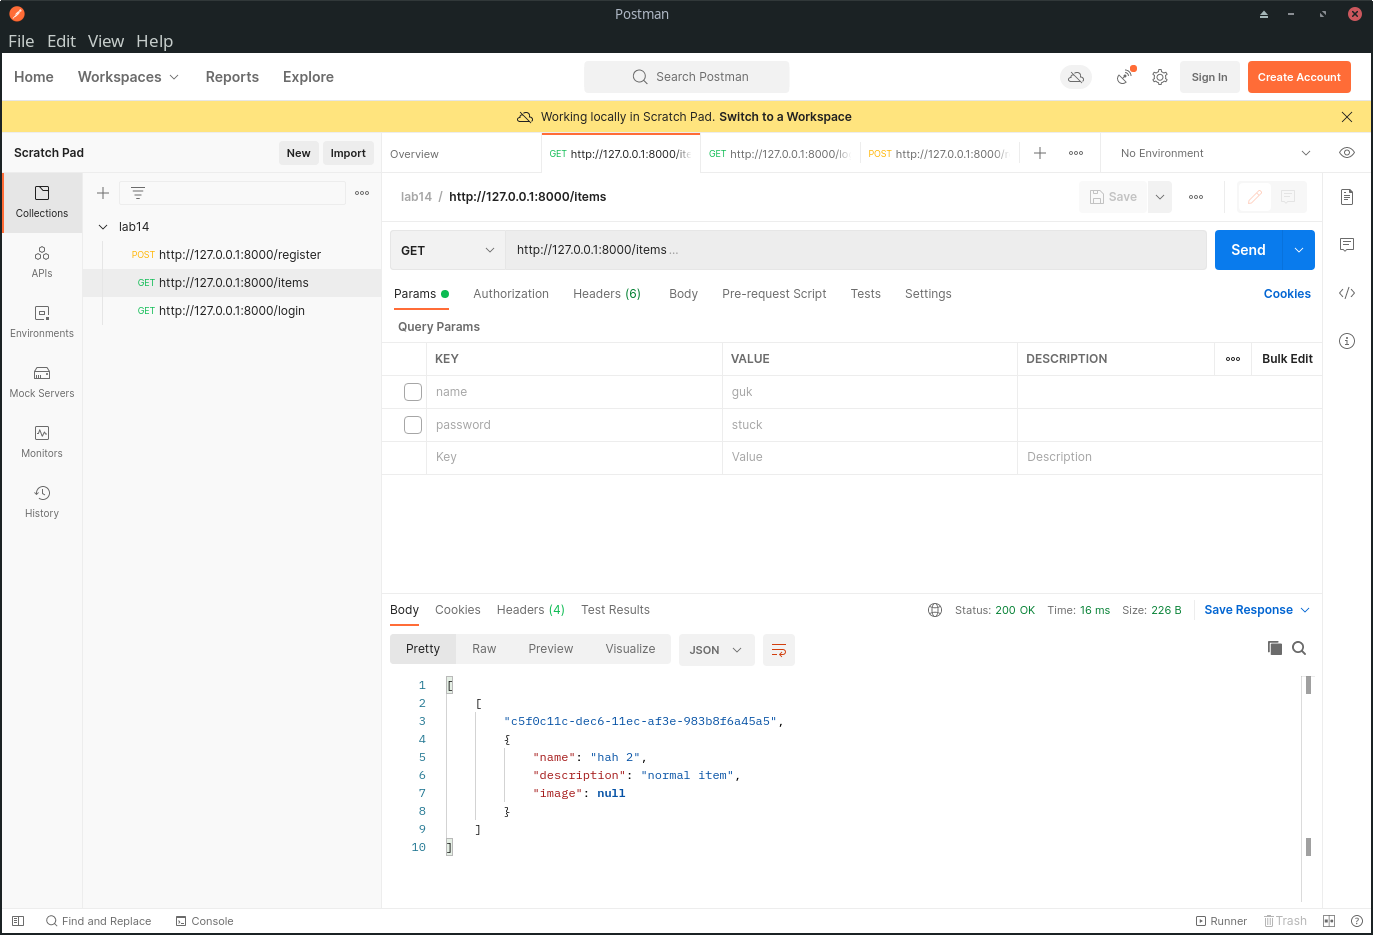 Postman
File Edit View Help
Home Workspaces Reports Explore Search Postman Sign In Create Account
Working locally in Scratch Pad. Switch to a Workspace
Scratch Pad New Import
Overview GET http://127.0.0.1:8000/ite GET http://127.0.0.1:8000/lo POST http://127.0.0.1:8000/r No Environment
Collections
APIs
Environments
Mock Servers
Monitors
History
lab14
POST http://127.0.0.1:8000/register
GET http://127.0.0.1:8000/items
GET http://127.0.0.1:8000/login
lab14 / http://127.0.0.1:8000/items Save
GET http://127.0.0.1:8000/items ... Send
Params Authorization Headers (6) Body Pre-request Script Tests Settings Cookies
Query Params
KEY VALUE DESCRIPTION Bulk Edit
name guk
password stuck
Key Value Description
Body Cookies Headers (4) Test Results Status: 200 OK Time: 16 ms Size: 226 B Save Response
Pretty Raw Preview Visualize JSON
1 [
2 [
3 "c5f0c11c-dec6-11ec-af3e-983b8f6a45a5",
4 {
5 "name": "hah 2",
6 "description": "normal item",
7 "image": null
8 }
9 ]
10 ]
Find and Replace Console Runner Trash